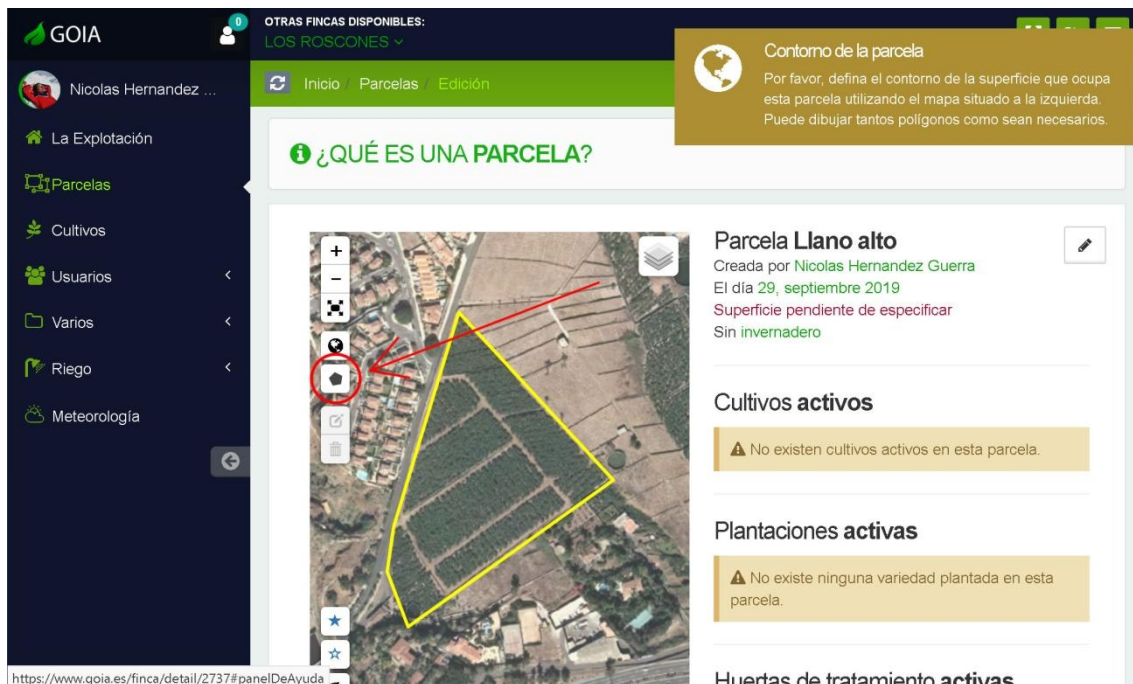 GOIA
0
OTRAS FINCAS DISPONIBLES:
LOS ROSCONES
Nicolas Hernandez ...
Inicio / Parcelas / Edición
Contorno de la parcela
Por favor, defina el contorno de la superficie que ocupa
esta parcela utilizando el mapa situado a la izquierda.
Puede dibujar tantos polígonos como sean necesarios.
La Explotación
Parcelas
Cultivos
Usuarios
Varios
Riego
Meteorología
¿QUÉ ES UNA PARCELA?
+
−
Parcela Llano alto
Creada por Nicolas Hernandez Guerra
El día 29, septiembre 2019
Superficie pendiente de especificar
Sin invernadero
Cultivos activos
No existen cultivos activos en esta parcela.
Plantaciones activas
No existe ninguna variedad plantada en esta
parcela.
Huertas de tratamiento activas
https://www.goia.es/finca/detail/2737#panelDeAyuda